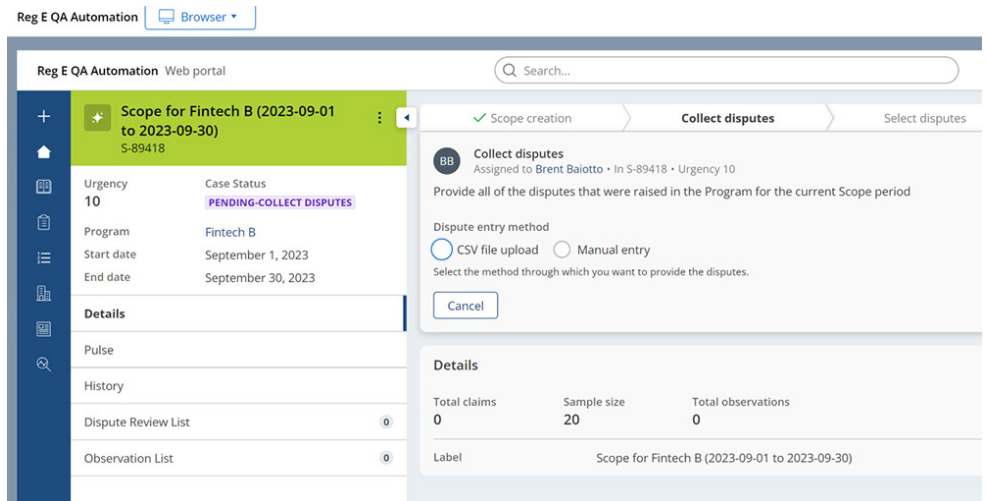 Reg E QA Automation Browser
Reg E QA Automation Web portal
Search...
Scope for Fintech B (2023-09-01
to 2023-09-30)
S-89418
Urgency
10
Case Status
PENDING-COLLECT DISPUTES
Program Fintech B
Start date September 1, 2023
End date September 30, 2023
Details
Pulse
History
Dispute Review List 0
Observation List 0
Scope creation Collect disputes Select disputes
BB
Collect disputes
Assigned to Brent Baiotto • In S-89418 • Urgency 10
Provide all of the disputes that were raised in the Program for the current Scope period
Dispute entry method
CSV file upload Manual entry
Select the method through which you want to provide the disputes.
Cancel
Details
Total claims Sample size Total observations
0 20 0
Label Scope for Fintech B (2023-09-01 to 2023-09-30)